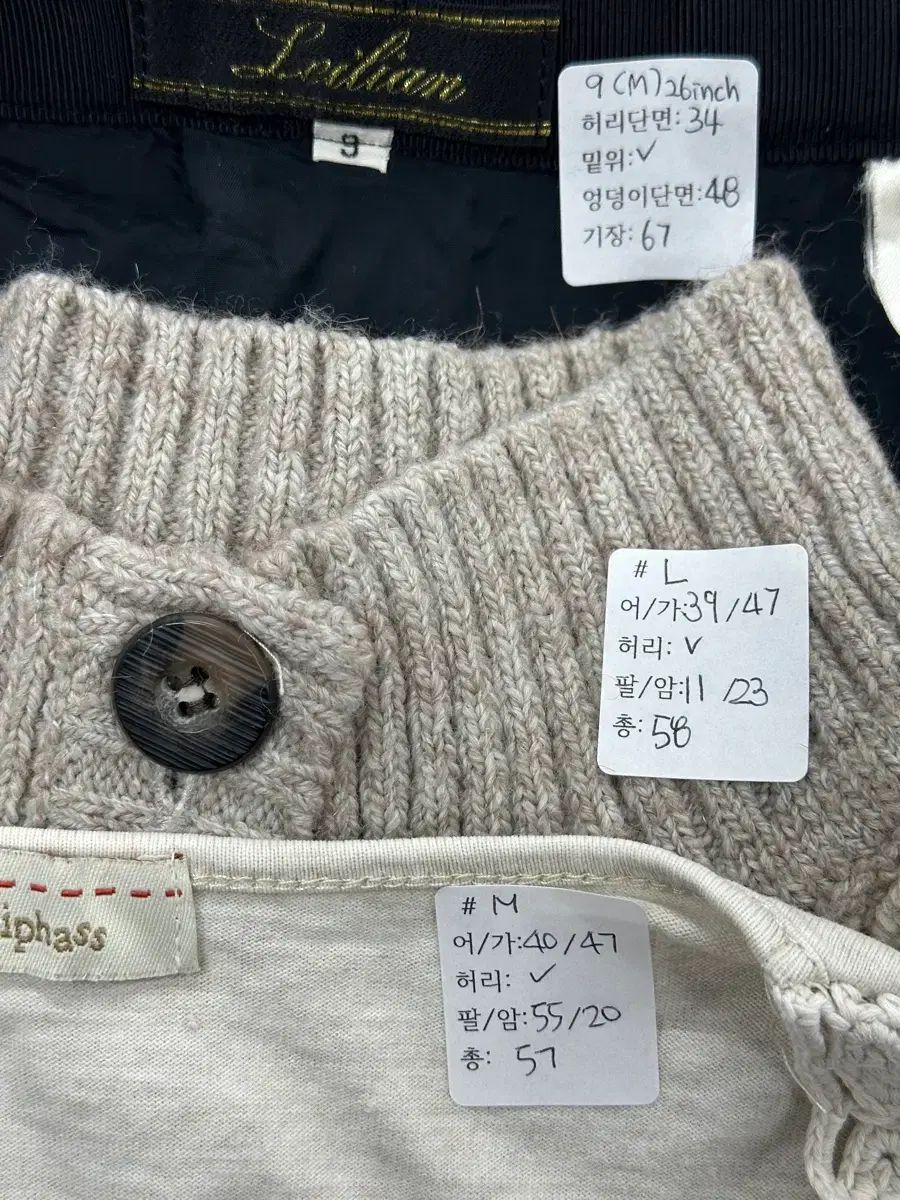 Leilian
9
9 (M) 26inch
허리단면: 34
밑위: ✓
엉덩이단면: 48
기장: 67
# L
어/가: 39/47
허리: ✓
팔/암: 11/23
총: 58
iphass
# M
어/가: 40/47
허리: ✓
팔/암: 55/20
총: 57